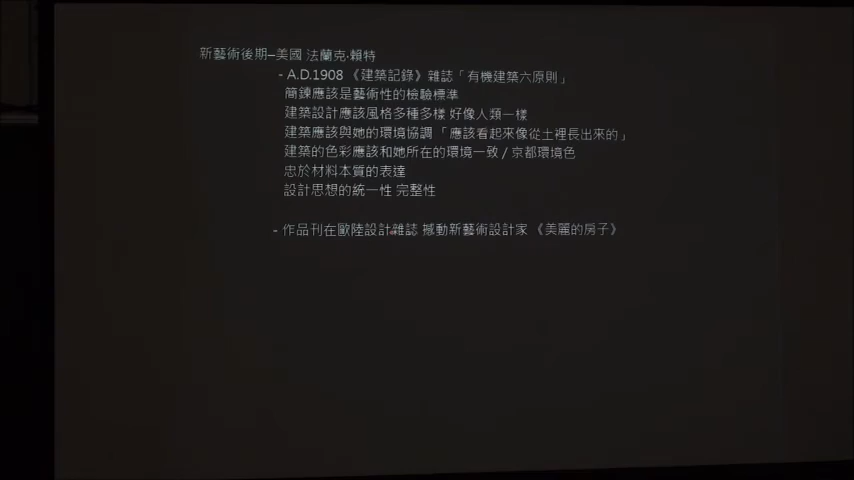 新藝術後期–美國 法蘭克·賴特
- A.D.1908 《建築記錄》雜誌「有機建築六原則」
簡鍊應該是藝術性的檢驗標準
建築設計應該風格多種多樣 好像人類一樣
建築應該與她的環境協調 「應該看起來像從土裡長出來的」
建築的色彩應該和她所在的環境一致 / 京都環境色
忠於材料本質的表達
設計思想的統一性 完整性
- 作品刊在歐陸設計雜誌 撼動新藝術設計家 《美麗的房子》